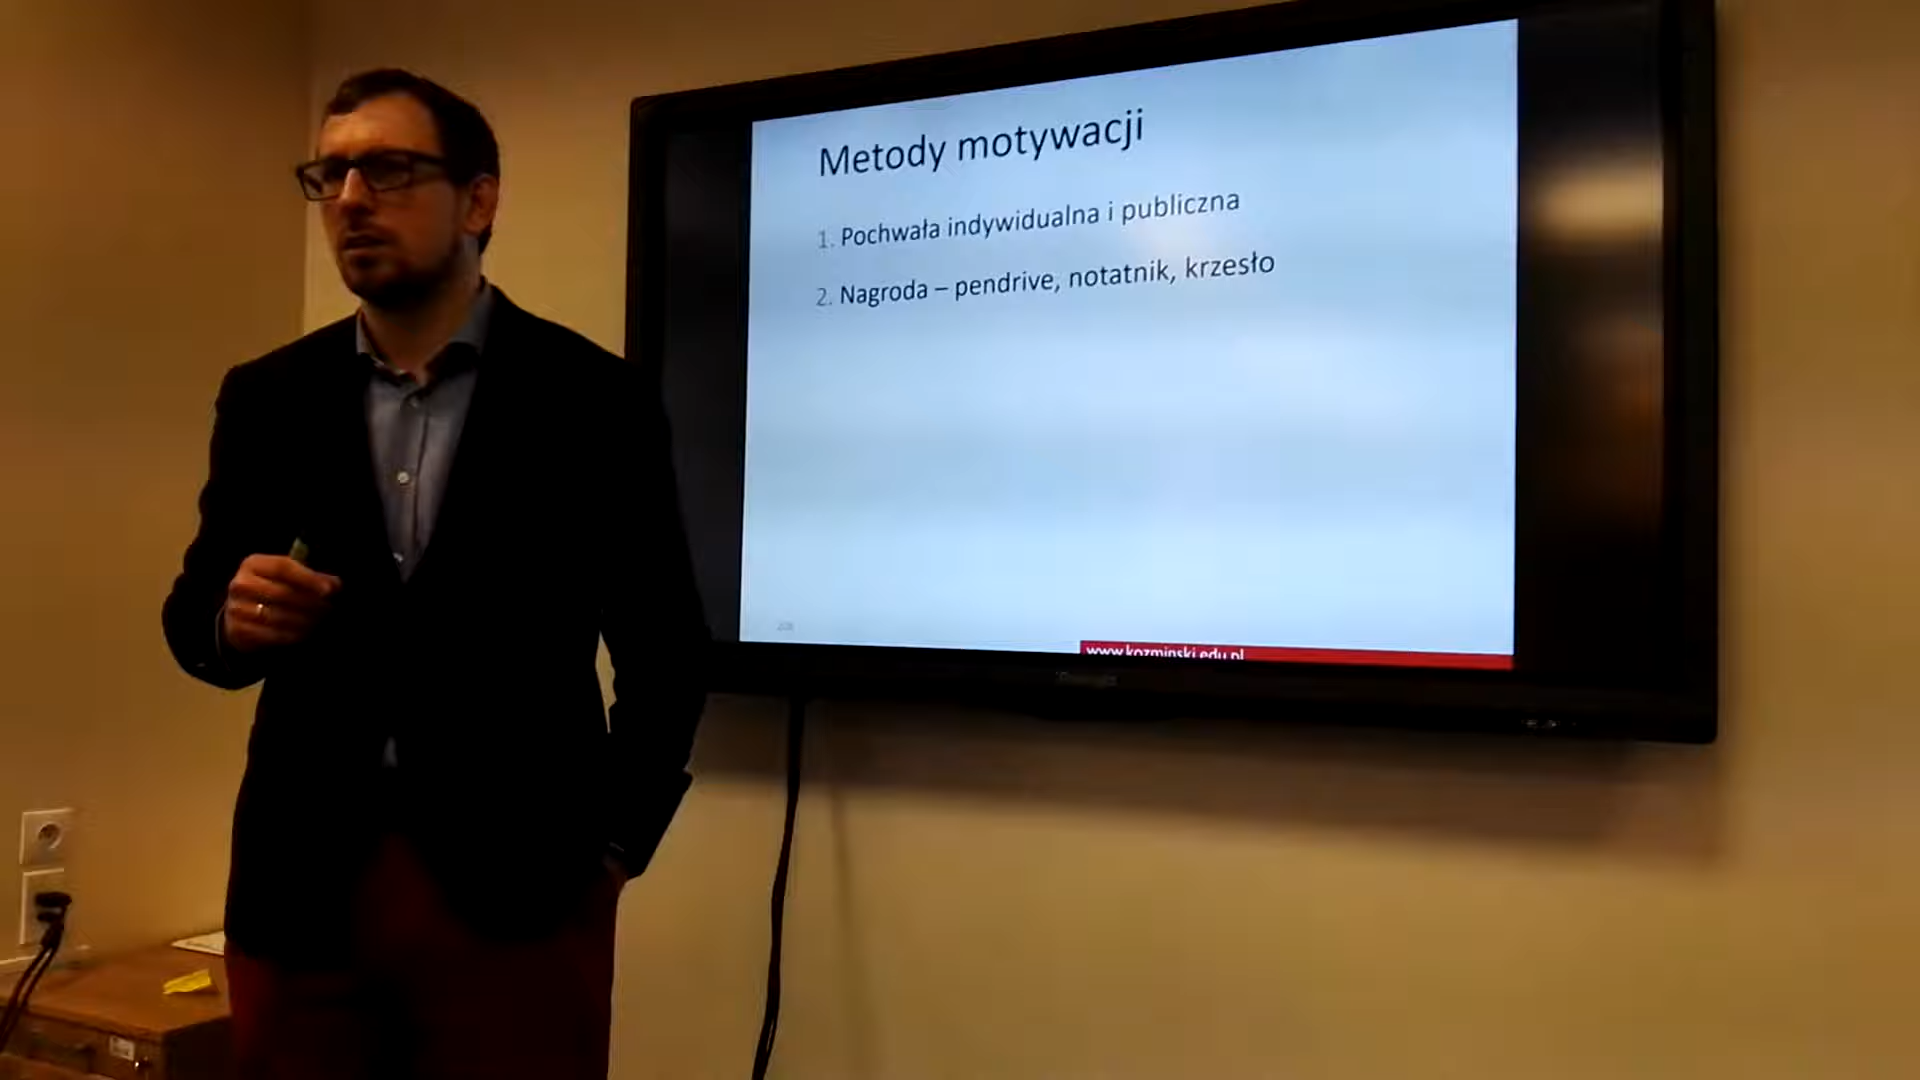 Metody motywacji
1. Pochwała indywidualna i publiczna
2. Nagroda – pendrive, notatnik, krzesło
www.kozminski.edu.pl